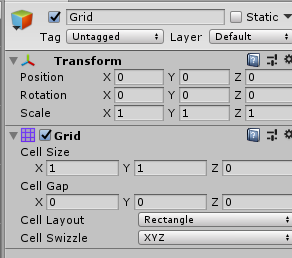 Grid Static
Tag Untagged Layer Default
Transform
Position X 0 Y 0 Z 0
Rotation X 0 Y 0 Z 0
Scale X 1 Y 1 Z 1
Grid
Cell Size
X 1 Y 1 Z 0
Cell Gap
X 0 Y 0 Z 0
Cell Layout Rectangle
Cell Swizzle XYZ